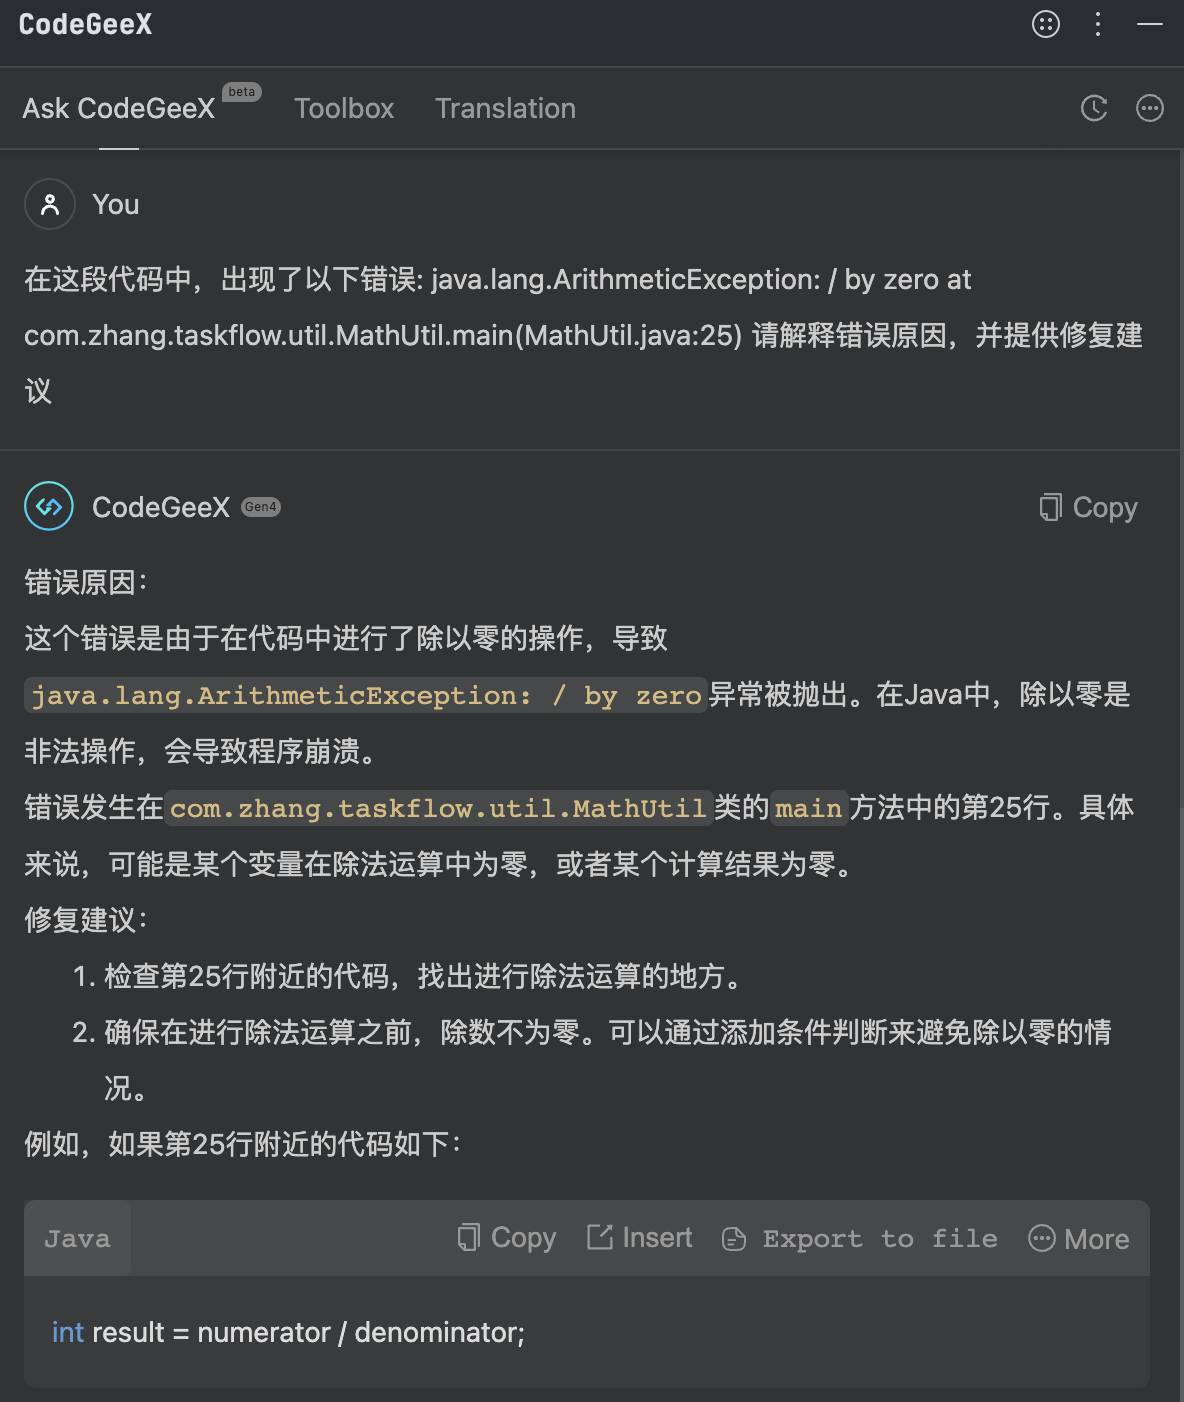 CodeGeeX
Ask CodeGeeX beta Toolbox Translation
You
在这段代码中，出现了以下错误: java.lang.ArithmeticException: / by zero at
com.zhang.taskflow.util.MathUtil.main(MathUtil.java:25) 请解释错误原因，并提供修复建
议
CodeGeeX Gen4 Copy
错误原因：
这个错误是由于在代码中进行了除以零的操作，导致
java.lang.ArithmeticException: / by zero异常被抛出。在Java中，除以零是
非法操作，会导致程序崩溃。
错误发生在com.zhang.taskflow.util.MathUtil类的main方法中的第25行。具体
来说，可能是某个变量在除法运算中为零，或者某个计算结果为零。
修复建议：
1. 检查第25行附近的代码，找出进行除法运算的地方。
2. 确保在进行除法运算之前，除数不为零。可以通过添加条件判断来避免除以零的情
况。
例如，如果第25行附近的代码如下：
Java Copy Insert Export to file More
int result = numerator / denominator;